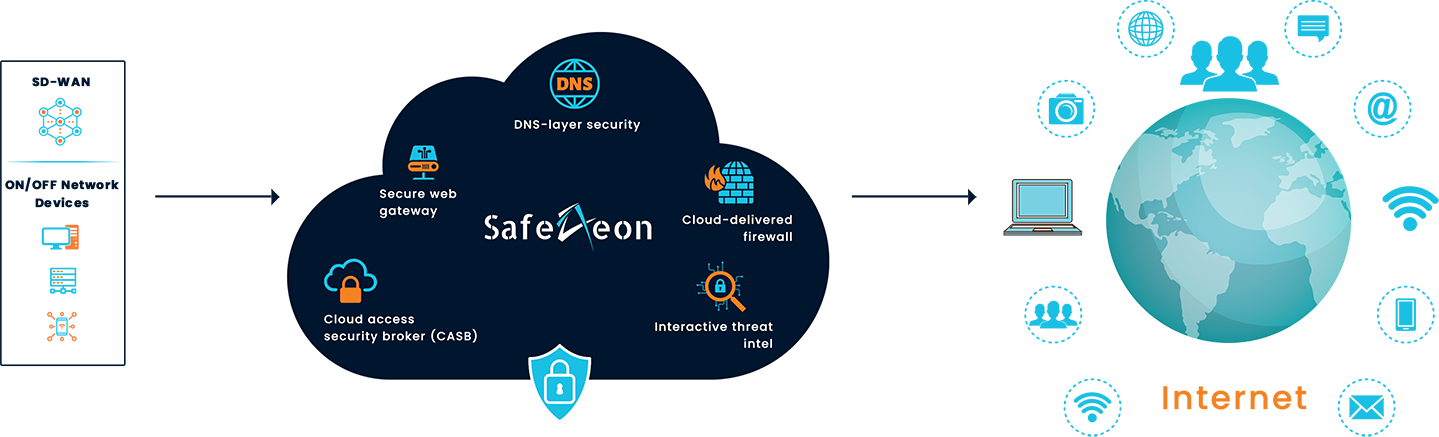 SD-WAN
ON/OFF Network
Devices
DNS
DNS-layer security
Secure web
gateway
SafeAeon
Cloud-delivered
firewall
Cloud access
security broker (CASB)
Interactive threat
intel
@
Internet